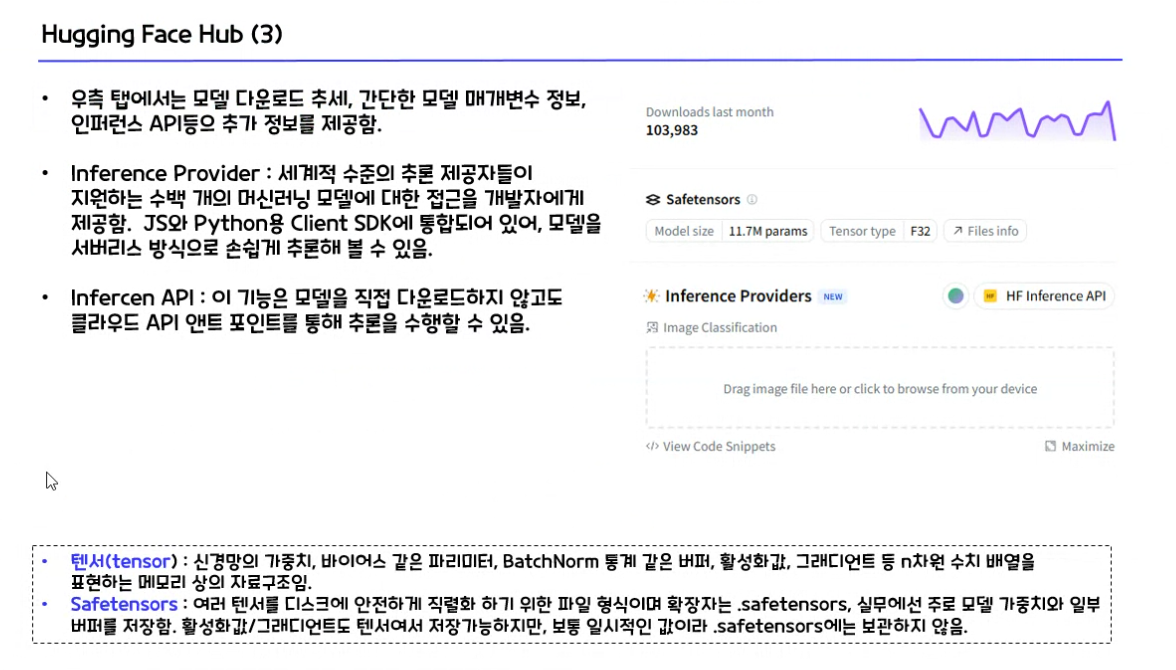 Hugging Face Hub (3)
• 우측 탭에서는 모델 다운로드 추세, 간단한 모델 매개변수 정보,
인퍼런스 API등으 추가 정보를 제공함.
• Inference Provider : 세계적 수준의 추론 제공자들이
지원하는 수백 개의 머신러닝 모델에 대한 접근을 개발자에게
제공함. JS와 Python용 Client SDK에 통합되어 있어, 모델을
서버리스 방식으로 손쉽게 추론해 볼 수 있음.
• Infercen API : 이 기능은 모델을 직접 다운로드하지 않고도
클라우드 API 앤트 포인트를 통해 추론을 수행할 수 있음.
Downloads last month
103,983
Safetensors
Model size 11.7M params Tensor type F32 Files info
Inference Providers NEW HF Inference API
Image Classification
Drag image file here or click to browse from your device
</> View Code Snippets Maximize
• 텐서(tensor) : 신경망의 가중치, 바이어스 같은 파리미터, BatchNorm 통계 같은 버퍼, 활성화값, 그래디언트 등 n차원 수치 배열을
표현하는 메모리 상의 자료구조임.
• Safetensors : 여러 텐서를 디스크에 안전하게 직렬화 하기 위한 파일 형식이며 확장자는 .safetensors, 실무에선 주로 모델 가중치와 일부
버퍼를 저장함. 활성화값/그래디언트도 텐서여서 저장가능하지만, 보통 일시적인 값이라 .safetensors에는 보관하지 않음.